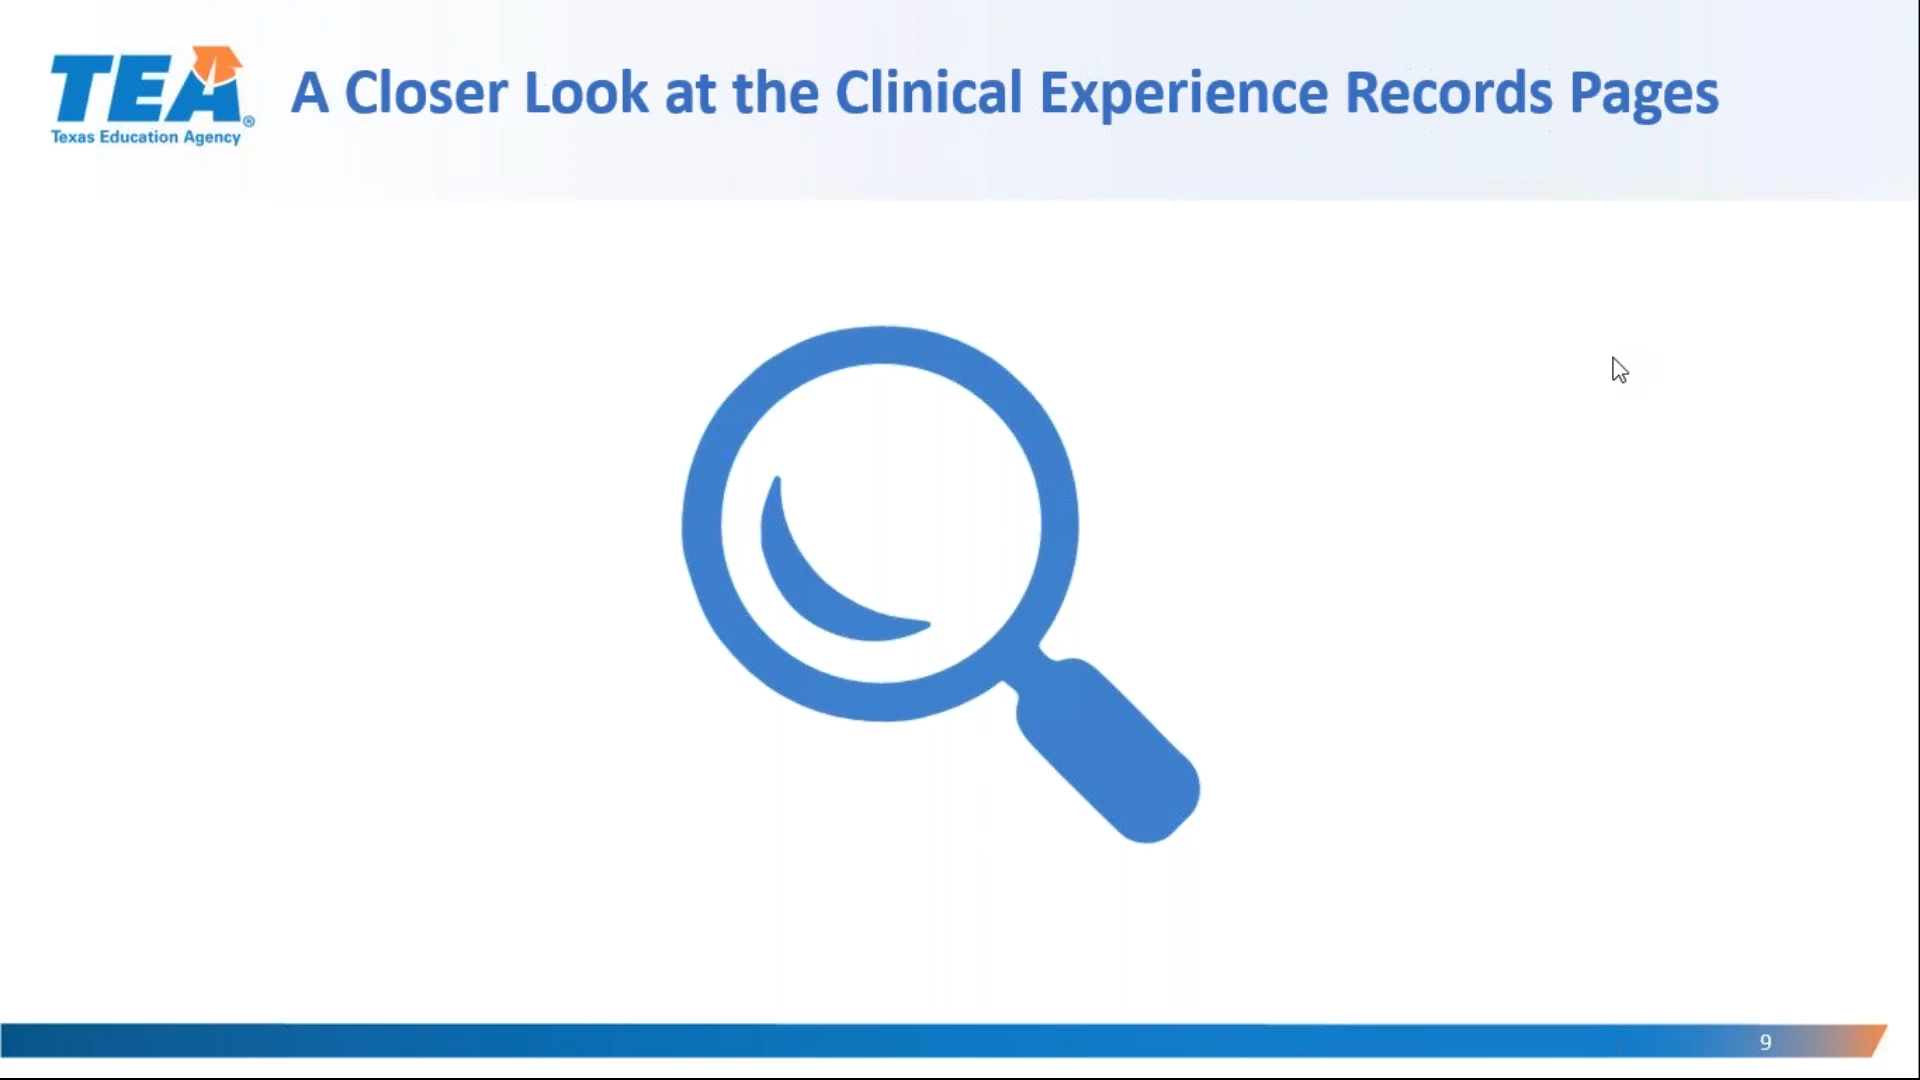 TEA®
Texas Education Agency
A Closer Look at the Clinical Experience Records Pages
9